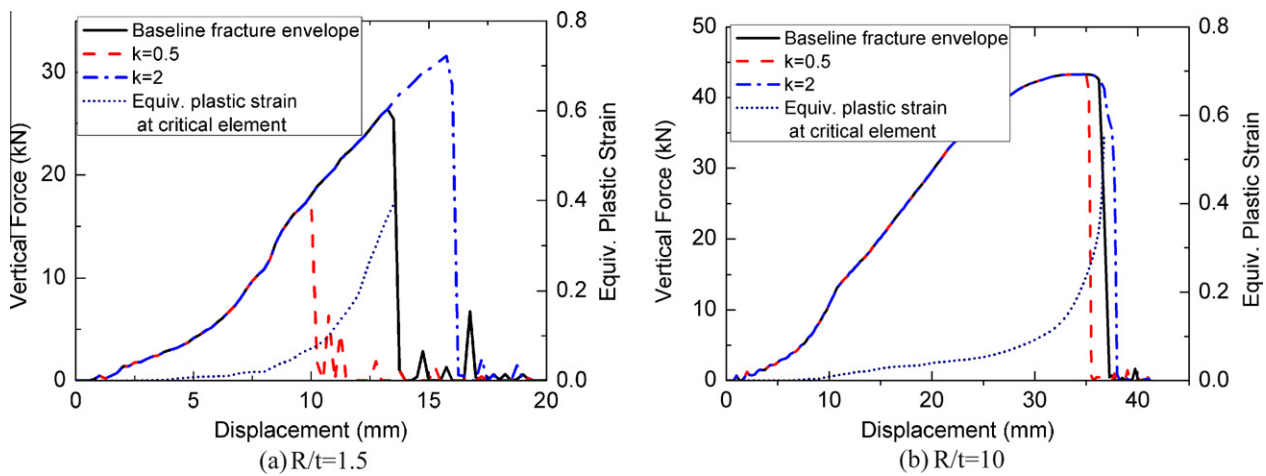 Baseline fracture envelope
k=0.5
k=2
Equiv. plastic strain
at critical element
Vertical Force (kN)
0
10
20
30
Equiv. Plastic Strain
0.0
0.2
0.4
0.6
0.8
0
5
10
15
20
Displacement (mm)
(a) R/t=1.5
Baseline fracture envelope
k=0.5
k=2
Equiv. plastic strain
at critical element
Vertical Force (kN)
0
10
20
30
40
50
Equiv. Plastic Strain
0.0
0.2
0.4
0.6
0.8
0
10
20
30
40
Displacement (mm)
(b) R/t=10